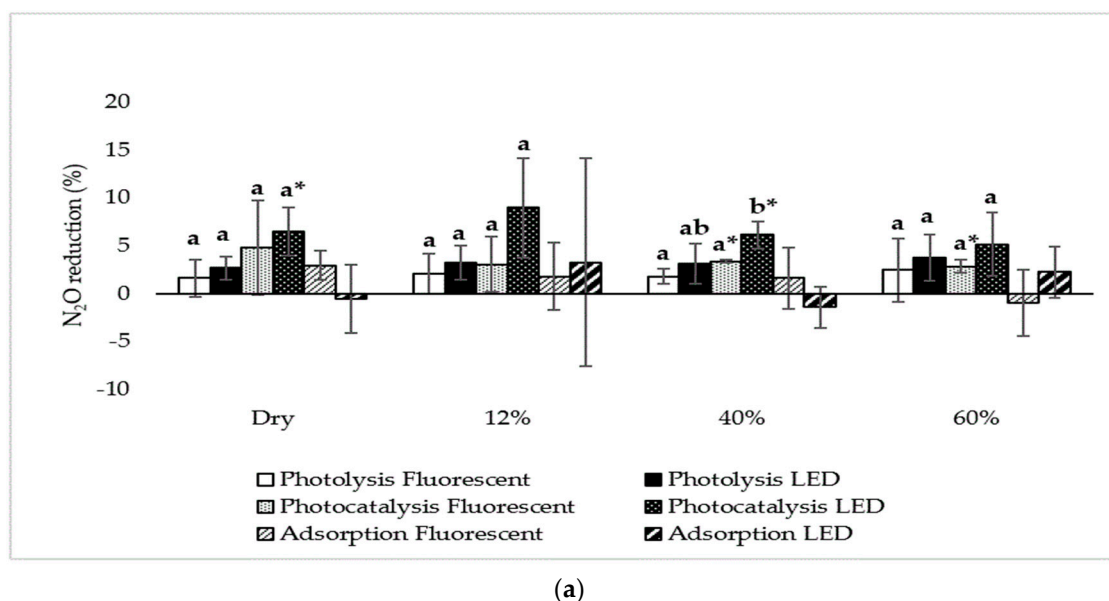 20
15
10
5
0
-5
-10
N₂O reduction (%)
a a a a*
a a a a
a ab a* b*
a a a* a
Dry 12% 40% 60%
Photolysis Fluorescent Photolysis LED
Photocatalysis Fluorescent Photocatalysis LED
Adsorption Fluorescent Adsorption LED
(a)